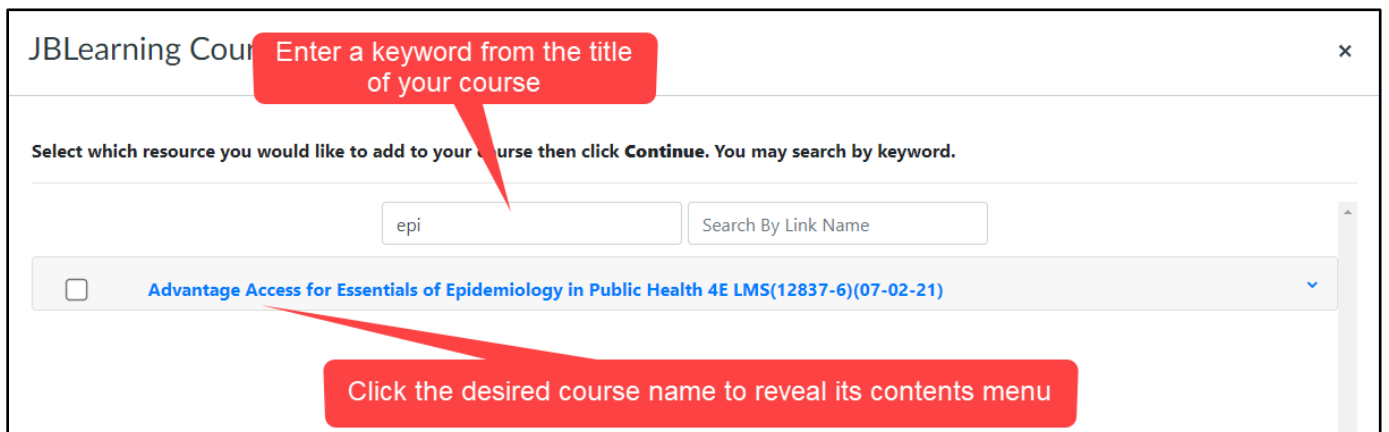 JBLearning Cour
Enter a keyword from the title
of your course
×
Select which resource you would like to add to your course then click Continue. You may search by keyword.
epi
Search By Link Name
Advantage Access for Essentials of Epidemiology in Public Health 4E LMS(12837-6)(07-02-21)
Click the desired course name to reveal its contents menu